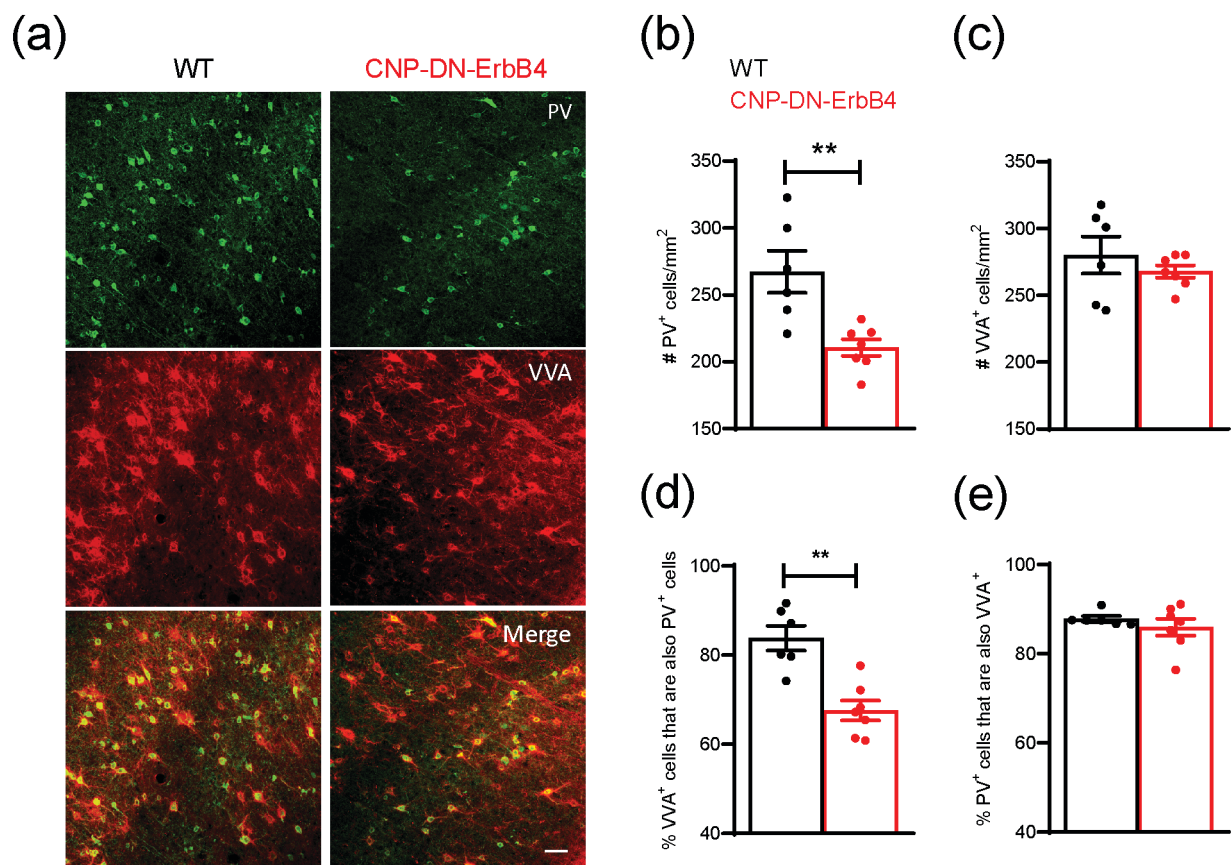 (a)
WT
CNP-DN-ErbB4
PV
VVA
Merge
(b)
WT
CNP-DN-ErbB4
**
350
300
250
200
150
# PV⁺ cells/mm²
(c)
350
300
250
200
150
# VVA⁺ cells/mm²
(d)
**
100
80
60
40
% VVA⁺ cells that are also PV⁺ cells
(e)
100
80
60
40
% PV⁺ cells that are also VVA⁺